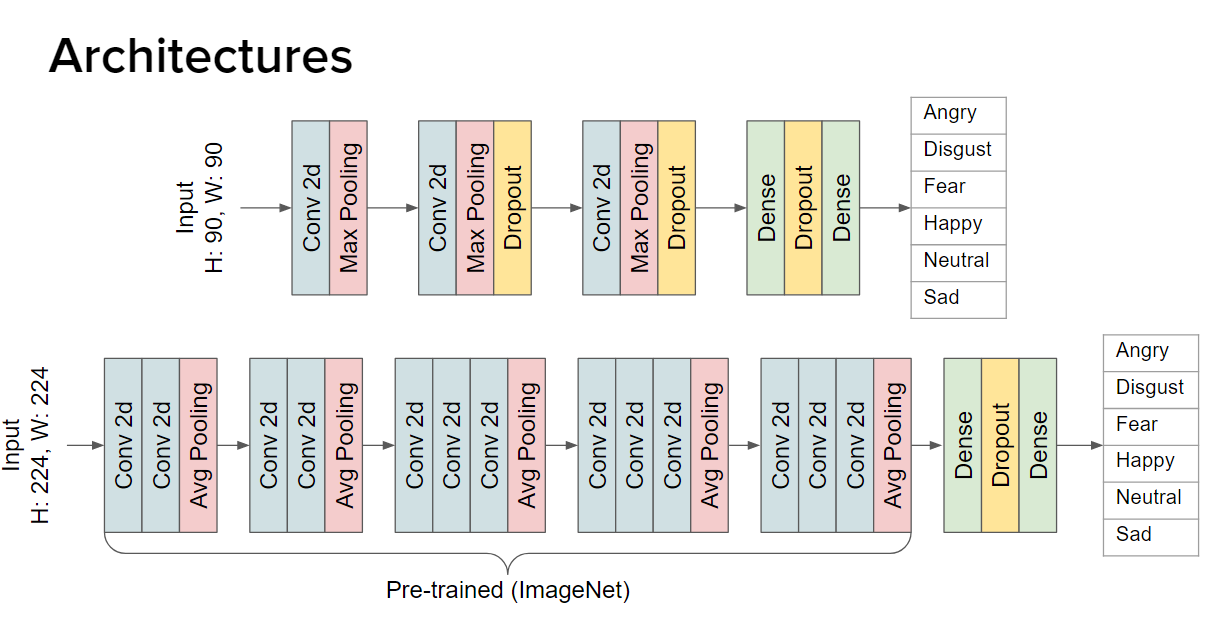 Architectures
Input
H: 90, W: 90
Conv 2d
Max Pooling
Conv 2d
Max Pooling
Dropout
Conv 2d
Max Pooling
Dropout
Dense
Dropout
Dense
Angry
Disgust
Fear
Happy
Neutral
Sad
Input
H: 224, W: 224
Conv 2d
Conv 2d
Avg Pooling
Conv 2d
Conv 2d
Avg Pooling
Conv 2d
Conv 2d
Conv 2d
Avg Pooling
Conv 2d
Conv 2d
Conv 2d
Avg Pooling
Conv 2d
Conv 2d
Conv 2d
Avg Pooling
Dense
Dropout
Dense
Angry
Disgust
Fear
Happy
Neutral
Sad
Pre-trained (ImageNet)